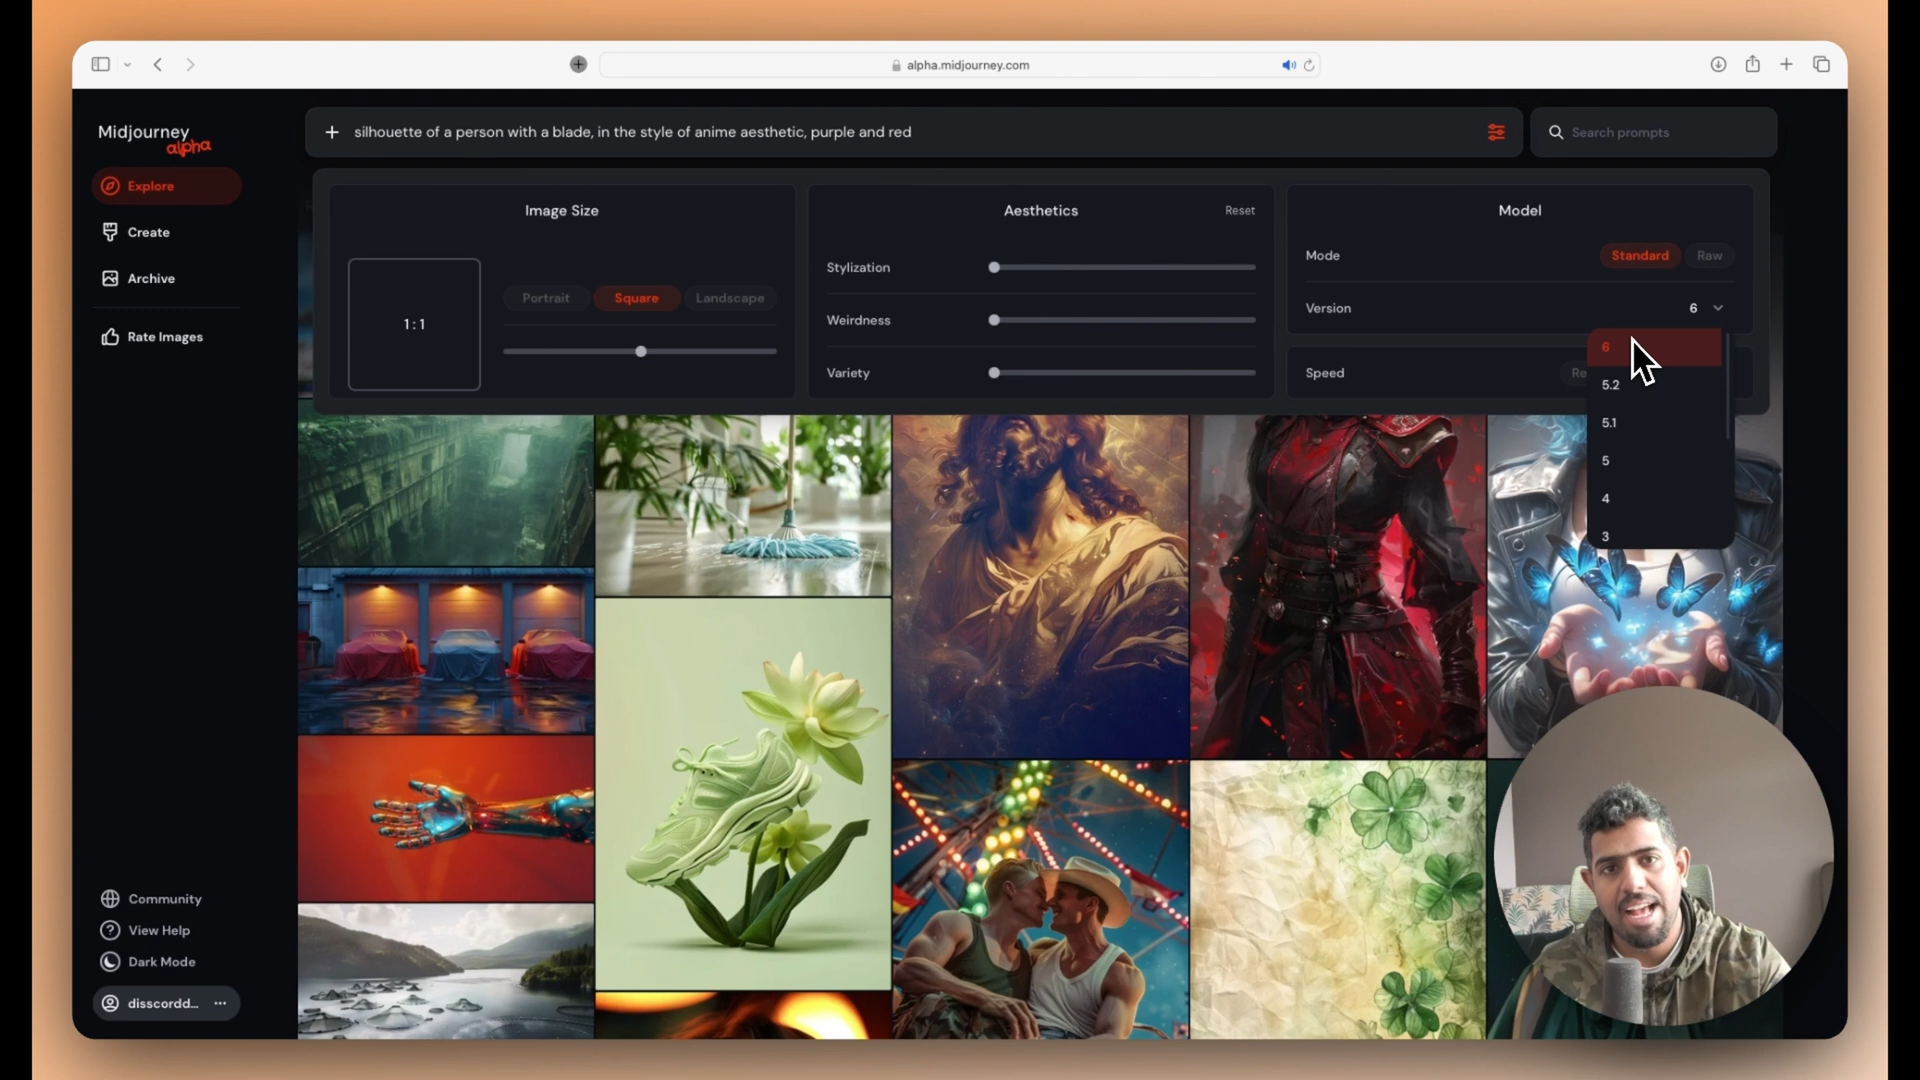 alpha.midjourney.com
Midjourney
alpha
silhouette of a person with a blade, in the style of anime aesthetic, purple and red
Search prompts
Explore
Create
Archive
Rate Images
Image Size
1 : 1
Portrait
Square
Landscape
Aesthetics
Reset
Stylization
Weirdness
Variety
Model
Mode
Standard
Raw
Version
6
Speed
Re
6
5.2
5.1
5
4
3
Community
View Help
Dark Mode
disscordd...